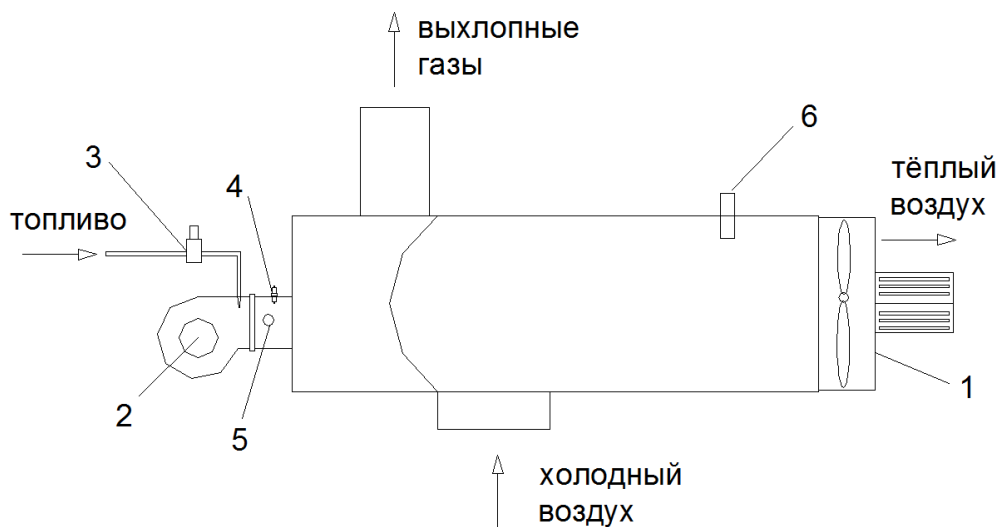 выхлопные
газы
6
3
4
тёплый
воздух
топливо
1
2
5
холодный
воздух